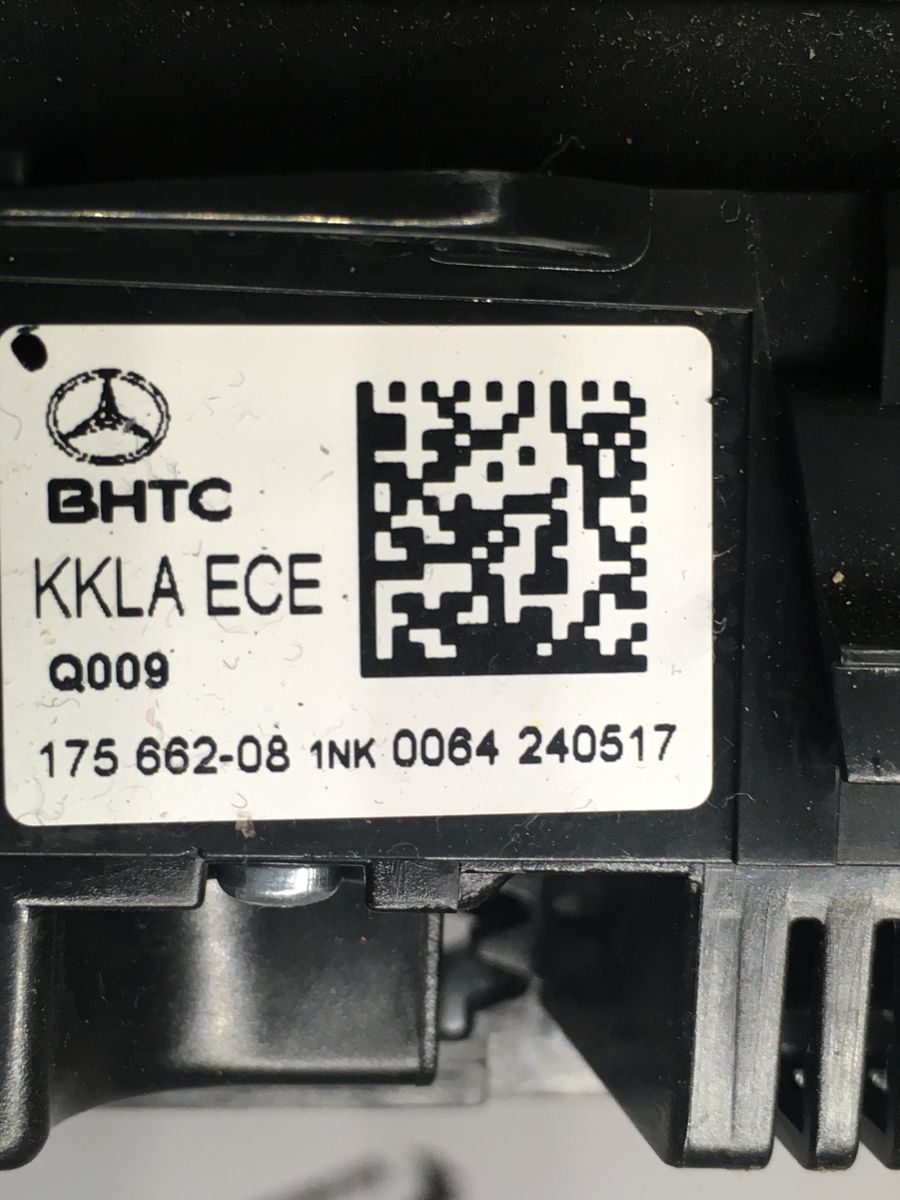 BHTC
KKLA ECE
Q009
175 662-08 1NK 0064 240517